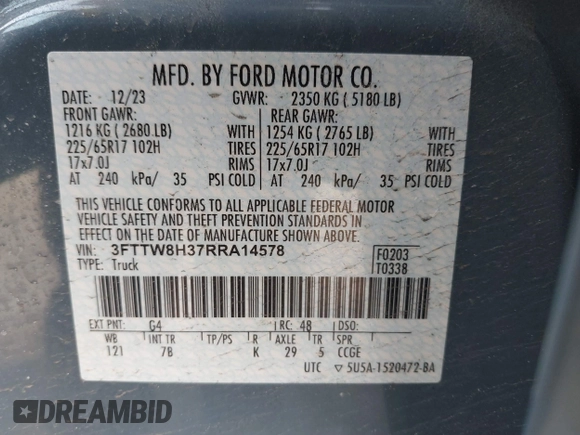 MFD. BY FORD MOTOR CO.
DATE: 12/23 GVWR: 2350 KG ( 5180 LB)
FRONT GAWR: REAR GAWR:
1216 KG ( 2680 LB) WITH 1254 KG ( 2765 LB) WITH
225/65R17 102H TIRES 225/65R17 102H TIRES
17x7.0J RIMS 17x7.0J RIMS
AT 240 kPa/ 35 PSI COLD AT 240 kPa/ 35 PSI COLD
THIS VEHICLE CONFORMS TO ALL APPLICABLE FEDERAL MOTOR
VEHICLE SAFETY AND THEFT PREVENTION STANDARDS IN
EFFECT ON THE DATE OF MANUFACTURE SHOWN ABOVE.
VIN: 3FTTW8H37RRA14578 F0203
TYPE: Truck T0338
EXT PNT: G4 RC: 48 DSO:
WB INT TR TP/PS R AXLE TR SPR
121 7B K 29 5 CCGE
UTC ▽ 5U5A-1520472-BA
DREAMBID